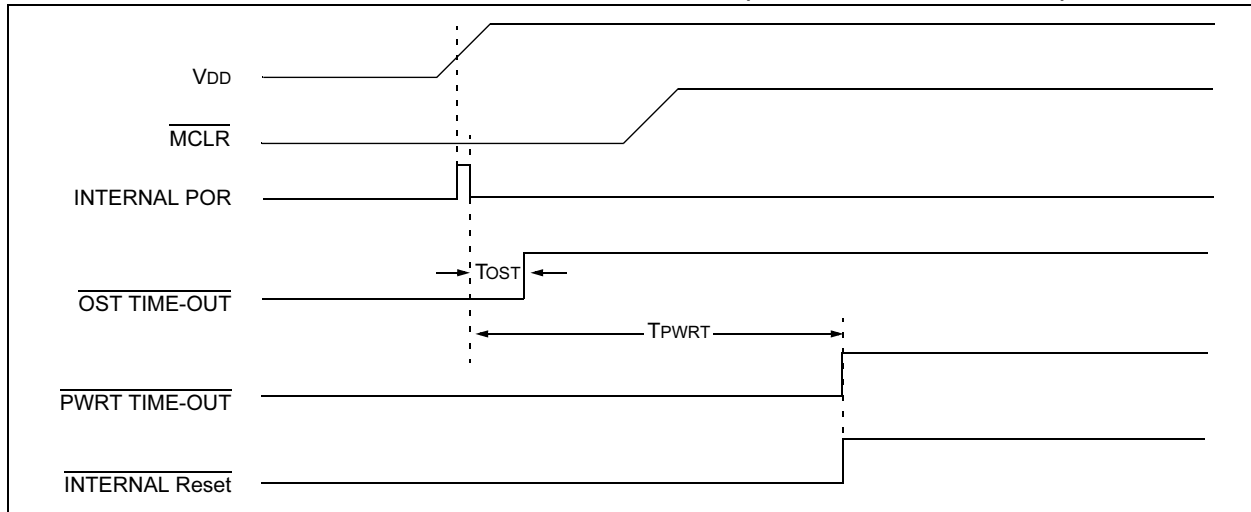 VDD
MCLR
INTERNAL POR
TOST
OST TIME-OUT
TPWRT
PWRT TIME-OUT
INTERNAL Reset